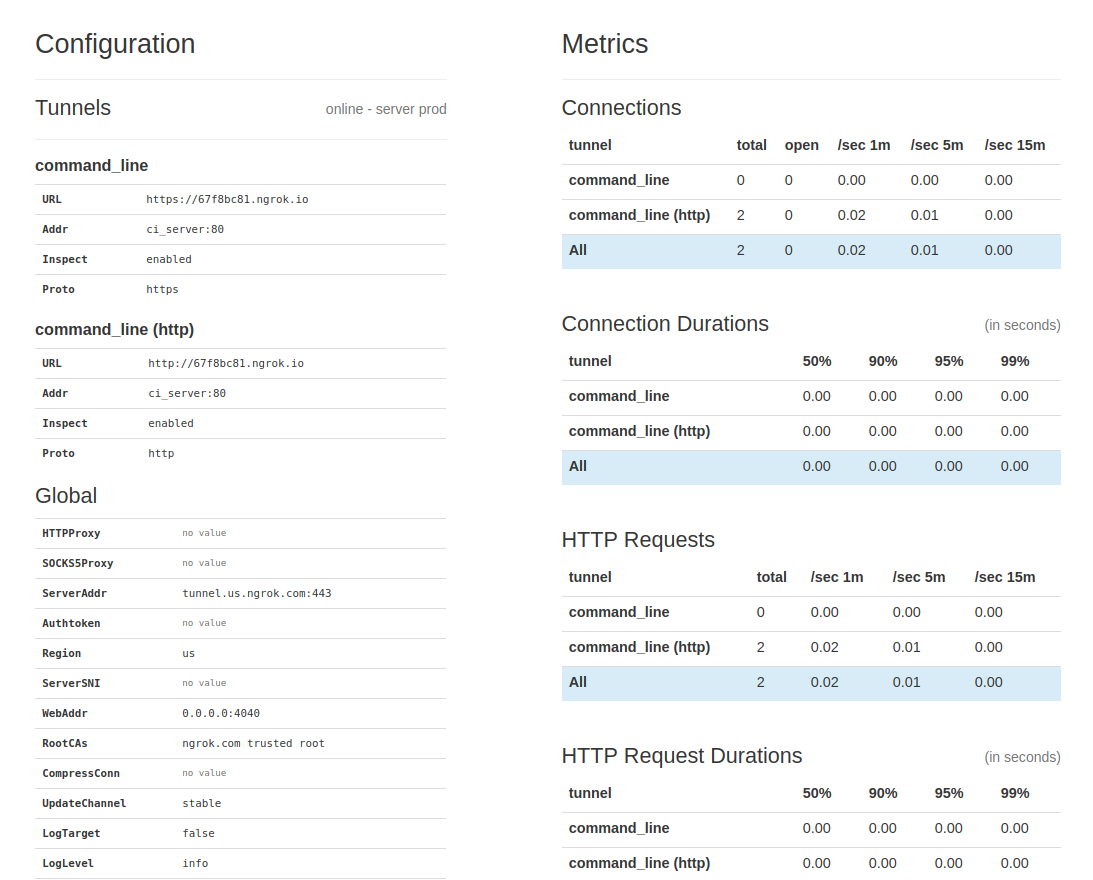 Configuration
Tunnels online - server prod
command_line
URL https://67f8bc81.ngrok.io
Addr ci_server:80
Inspect enabled
Proto https
command_line (http)
URL http://67f8bc81.ngrok.io
Addr ci_server:80
Inspect enabled
Proto http
Global
HTTPProxy no value
SOCKS5Proxy no value
ServerAddr tunnel.us.ngrok.com:443
Authtoken no value
Region us
ServerSNI no value
WebAddr 0.0.0.0:4040
RootCAs ngrok.com trusted root
CompressConn no value
UpdateChannel stable
LogTarget false
LogLevel info
Metrics
Connections
tunnel total open /sec 1m /sec 5m /sec 15m
command_line 0 0 0.00 0.00 0.00
command_line (http) 2 0 0.02 0.01 0.00
All 2 0 0.02 0.01 0.00
Connection Durations (in seconds)
tunnel 50% 90% 95% 99%
command_line 0.00 0.00 0.00 0.00
command_line (http) 0.00 0.00 0.00 0.00
All 0.00 0.00 0.00 0.00
HTTP Requests
tunnel total /sec 1m /sec 5m /sec 15m
command_line 0 0.00 0.00 0.00
command_line (http) 2 0.02 0.01 0.00
All 2 0.02 0.01 0.00
HTTP Request Durations (in seconds)
tunnel 50% 90% 95% 99%
command_line 0.00 0.00 0.00 0.00
command_line (http) 0.00 0.00 0.00 0.00